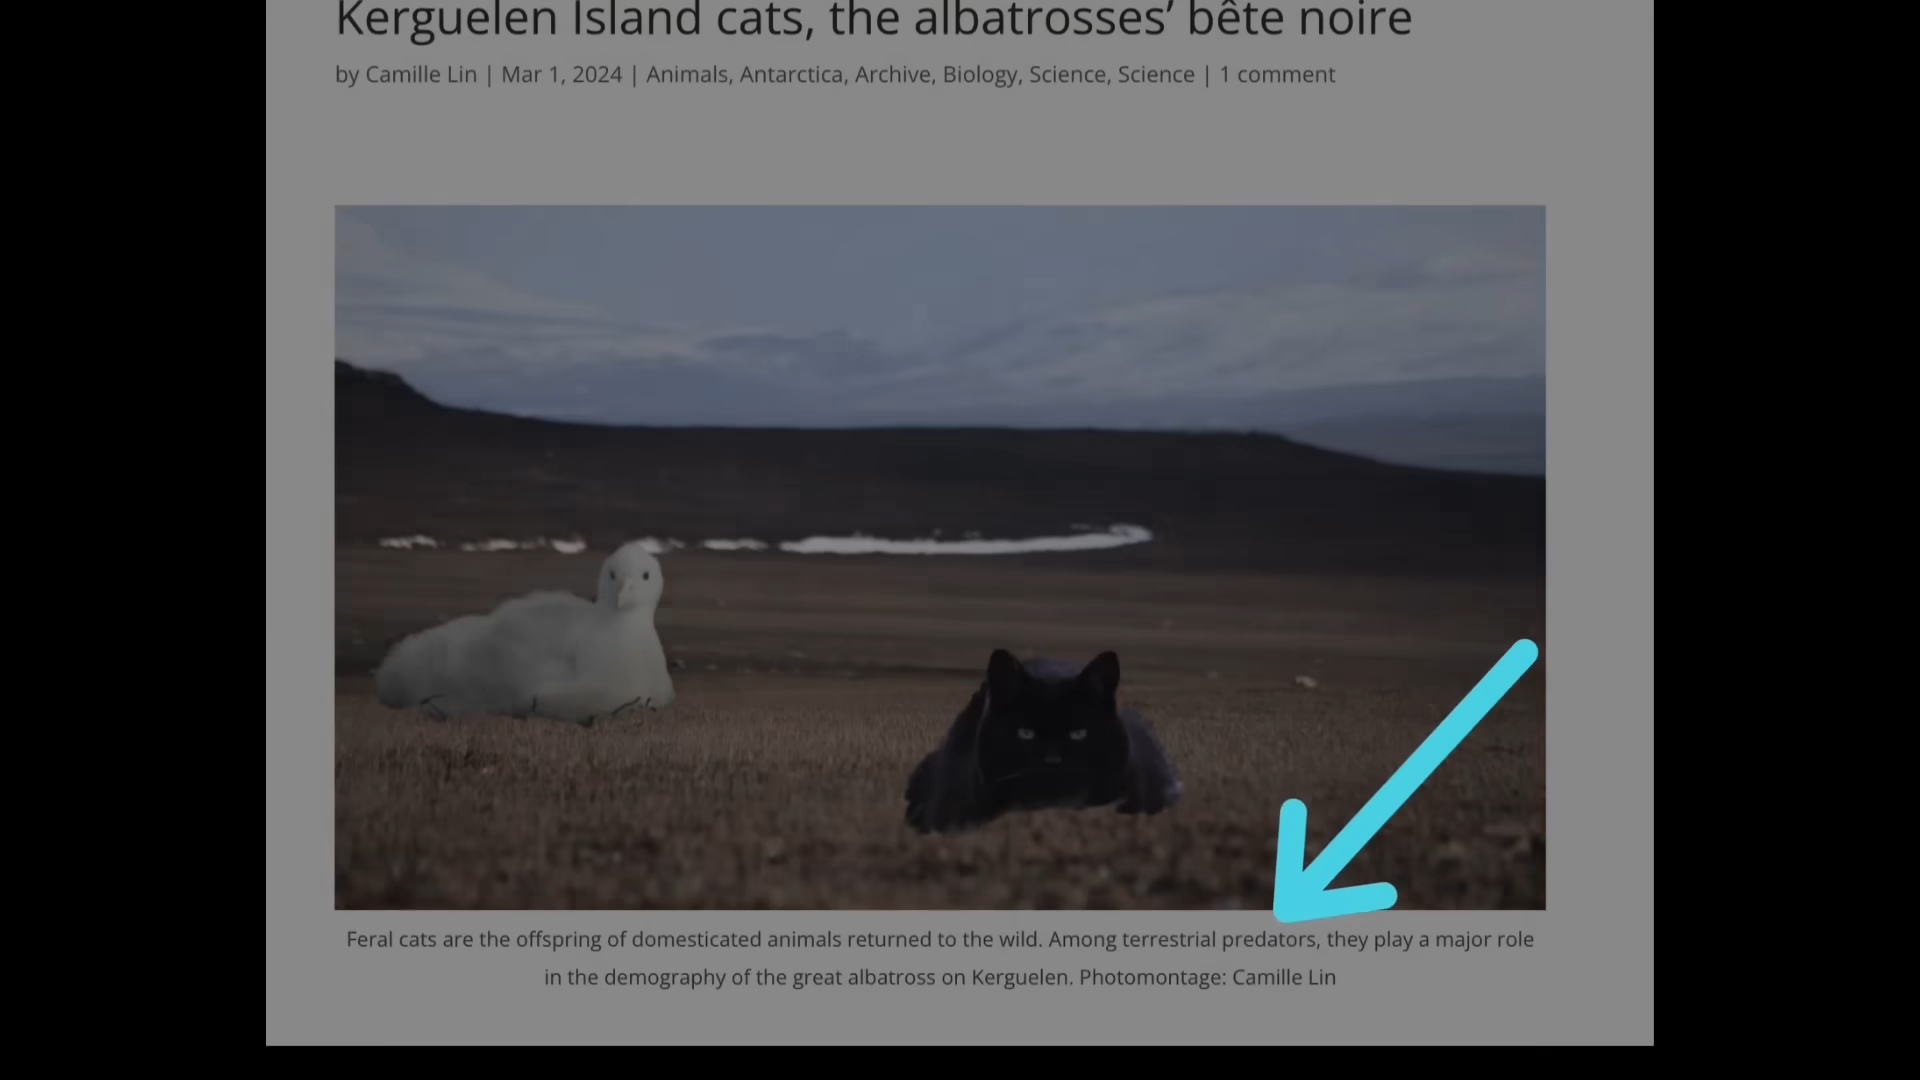 Kerguelen Island cats, the albatrosses’ bête noire
by Camille Lin | Mar 1, 2024 | Animals, Antarctica, Archive, Biology, Science, Science | 1 comment
Feral cats are the offspring of domesticated animals returned to the wild. Among terrestrial predators, they play a major role
in the demography of the great albatross on Kerguelen. Photomontage: Camille Lin